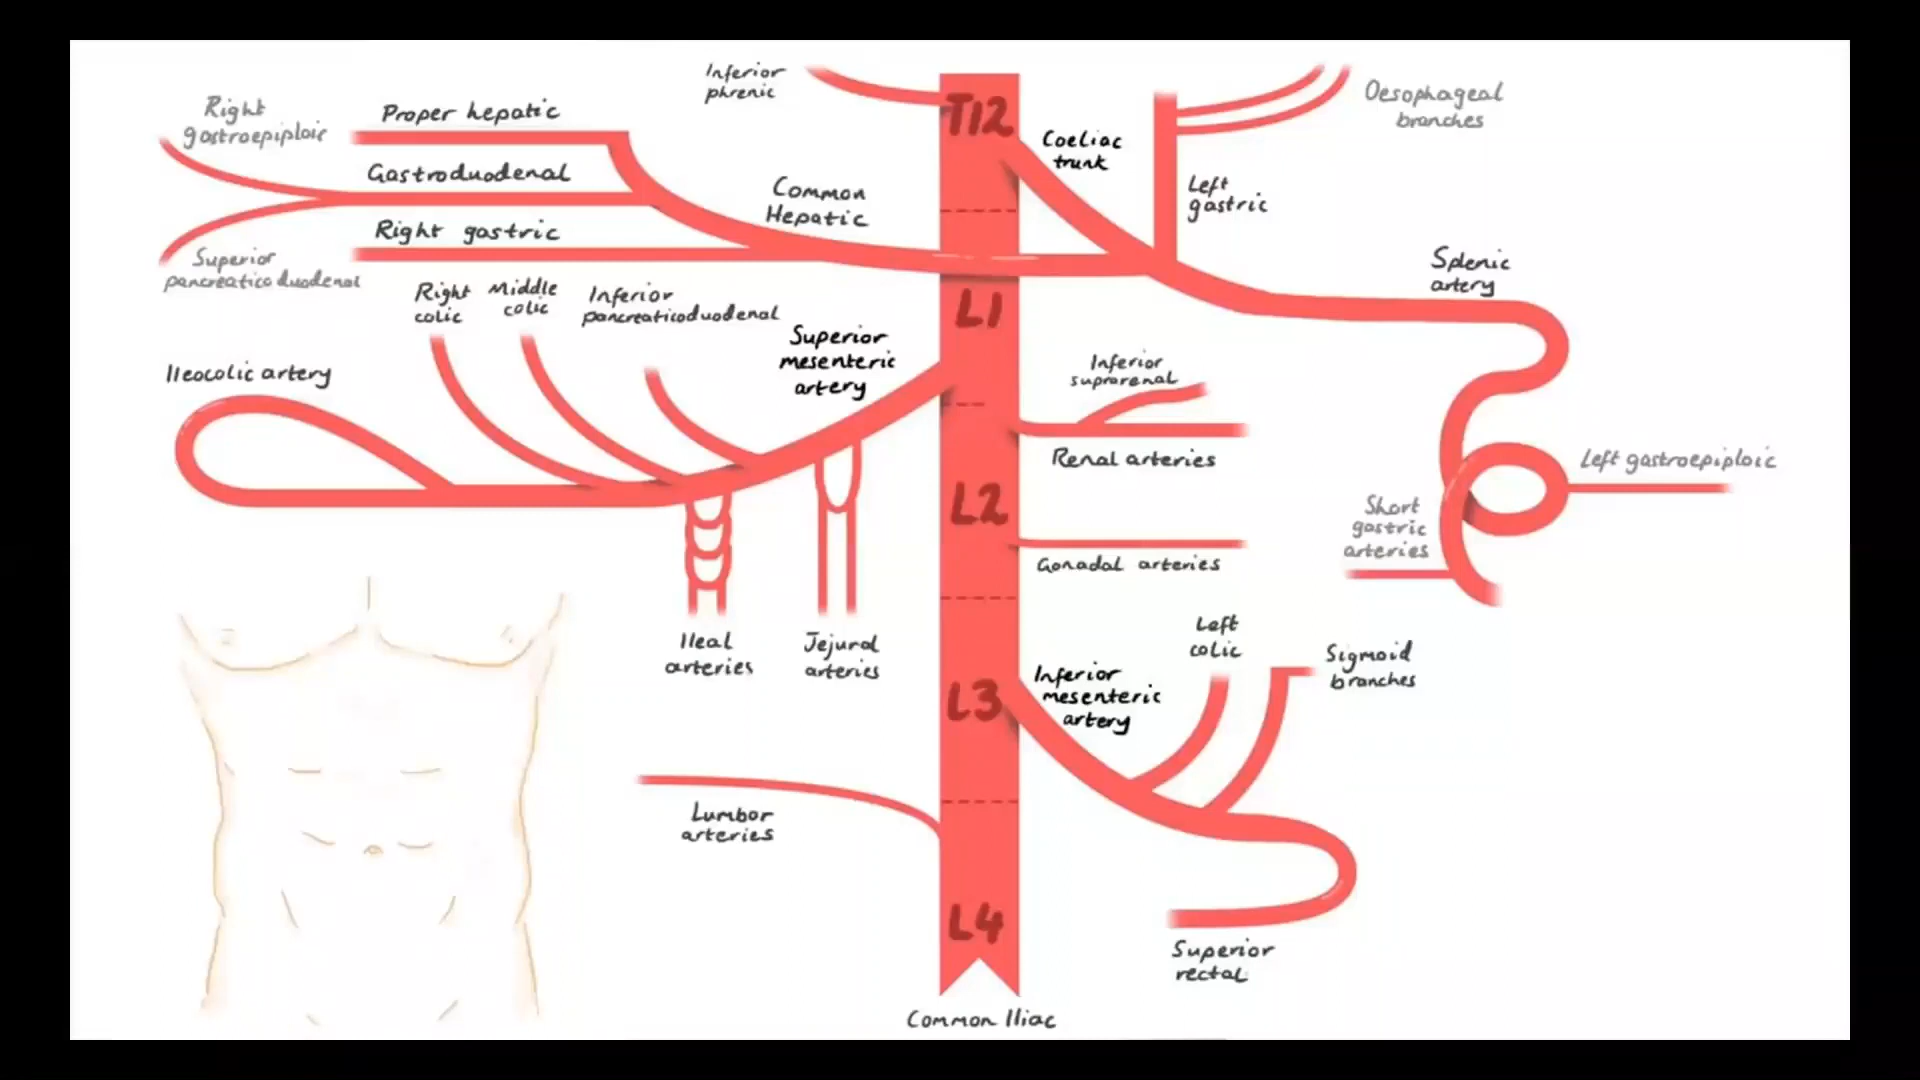 Inferior
phrenic
T12
Coeliac
trunk
Oesophageal
branches
Right
gastroepiploic
Proper hepatic
Gastroduodenal
Right gastric
Common
Hepatic
Left
gastric
Superior
pancreaticoduodenal
Splenic
artery
Right
colic
Middle
colic
Inferior
pancreaticoduodenal
Superior
mesenteric
artery
L1
Ileocolic artery
Inferior
suprarenal
Renal arteries
Left gastroepiploic
L2
Short
gastric
arteries
Gonadal arteries
Ileal
arteries
Jejunal
arteries
Left
colic
Sigmoid
branches
L3
Inferior
mesenteric
artery
Lumbar
arteries
L4
Superior
rectal
Common Iliac